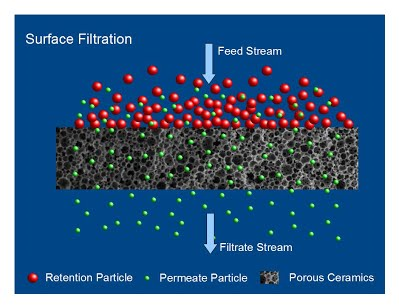 Surface Filtration
Feed Stream
Filtrate Stream
Retention Particle
Permeate Particle
Porous Ceramics